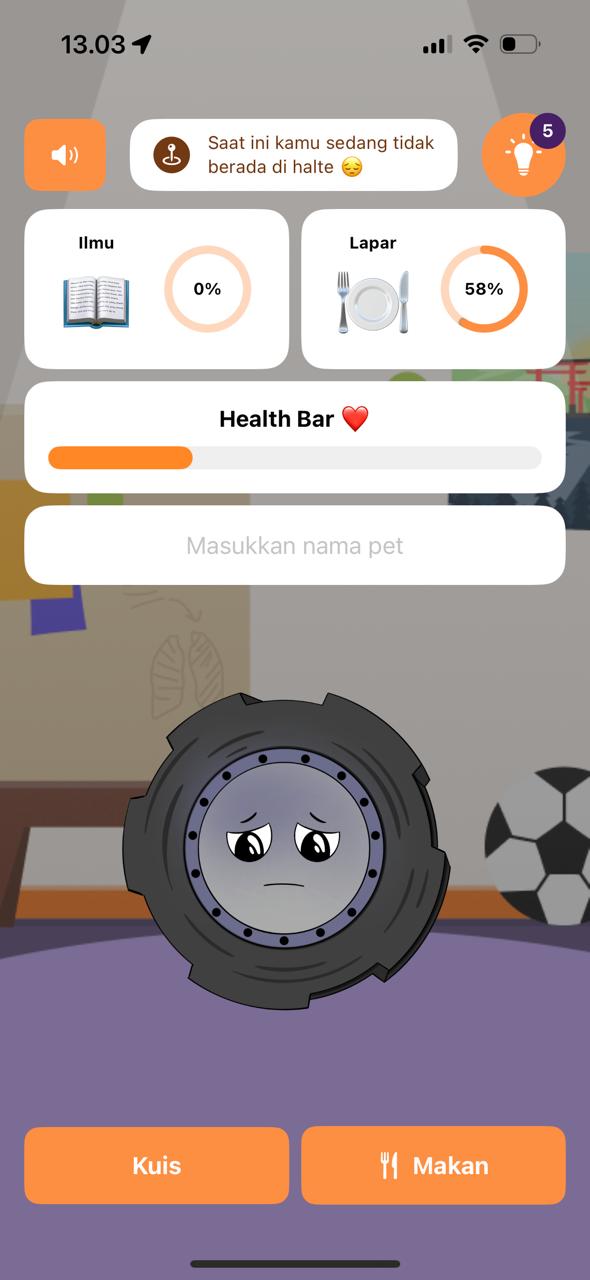 13.03
Saat ini kamu sedang tidak
berada di halte 😔
5
Ilmu
0%
Lapar
58%
Health Bar ❤️
Masukkan nama pet
Kuis
Makan